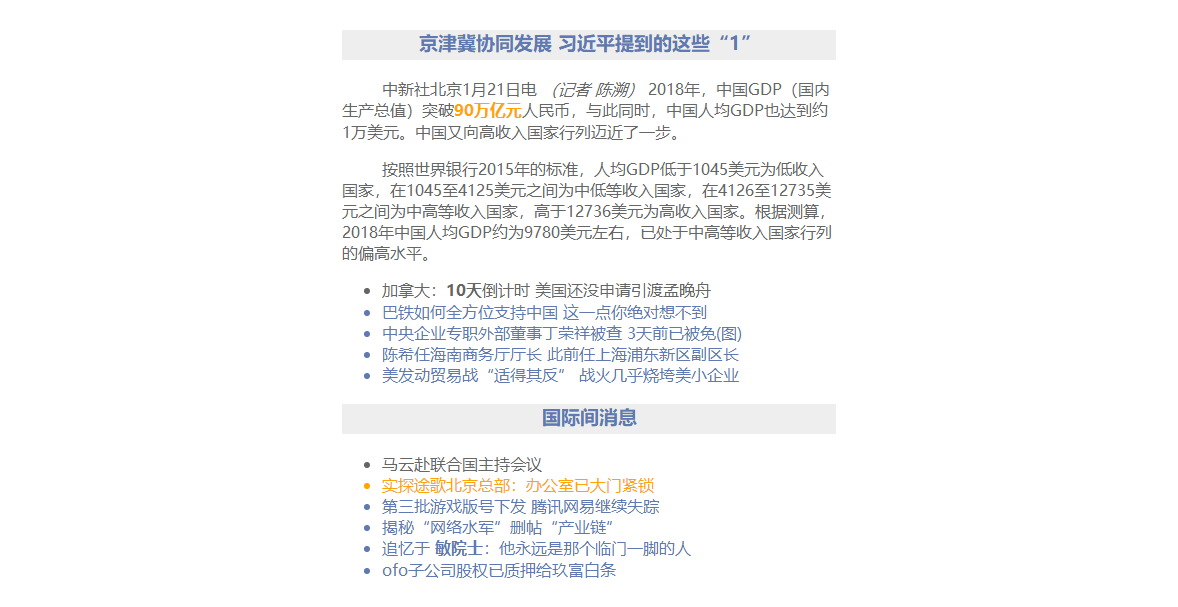 京津冀协同发展 习近平提到的这些“1”
中新社北京1月21日电 （记者 陈溯） 2018年，中国GDP（国内
生产总值）突破90万亿元人民币，与此同时，中国人均GDP也达到约
1万美元。中国又向高收入国家行列迈近了一步。
按照世界银行2015年的标准，人均GDP低于1045美元为低收入
国家，在1045至4125美元之间为中低等收入国家，在4126至12735美
元之间为中高等收入国家，高于12736美元为高收入国家。根据测算，
2018年中国人均GDP约为9780美元左右，已处于中高等收入国家行列
的偏高水平。
加拿大：10天倒计时 美国还没申请引渡孟晚舟
巴铁如何全方位支持中国 这一点你绝对想不到
中央企业专职外部董事丁荣祥被查 3天前已被免(图)
陈希任海南商务厅厅长 此前任上海浦东新区副区长
美发动贸易战“适得其反” 战火几乎烧垮美小企业
国际间消息
马云赴联合国主持会议
实探途歌北京总部：办公室已大门紧锁
第三批游戏版号下发 腾讯网易继续失踪
揭秘“网络水军”删帖“产业链”
追忆于 敏院士：他永远是那个临门一脚的人
ofo子公司股权已质押给玖富白条